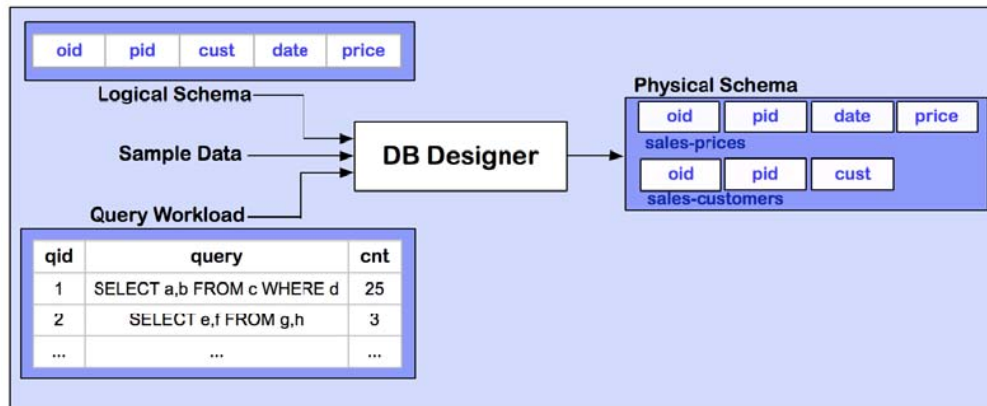 oid pid cust date price
Logical Schema
Sample Data
Query Workload
qid query cnt
1 SELECT a,b FROM c WHERE d 25
2 SELECT e,f FROM g,h 3
... ... ...
DB Designer
Physical Schema
oid pid date price
sales-prices
oid pid cust
sales-customers